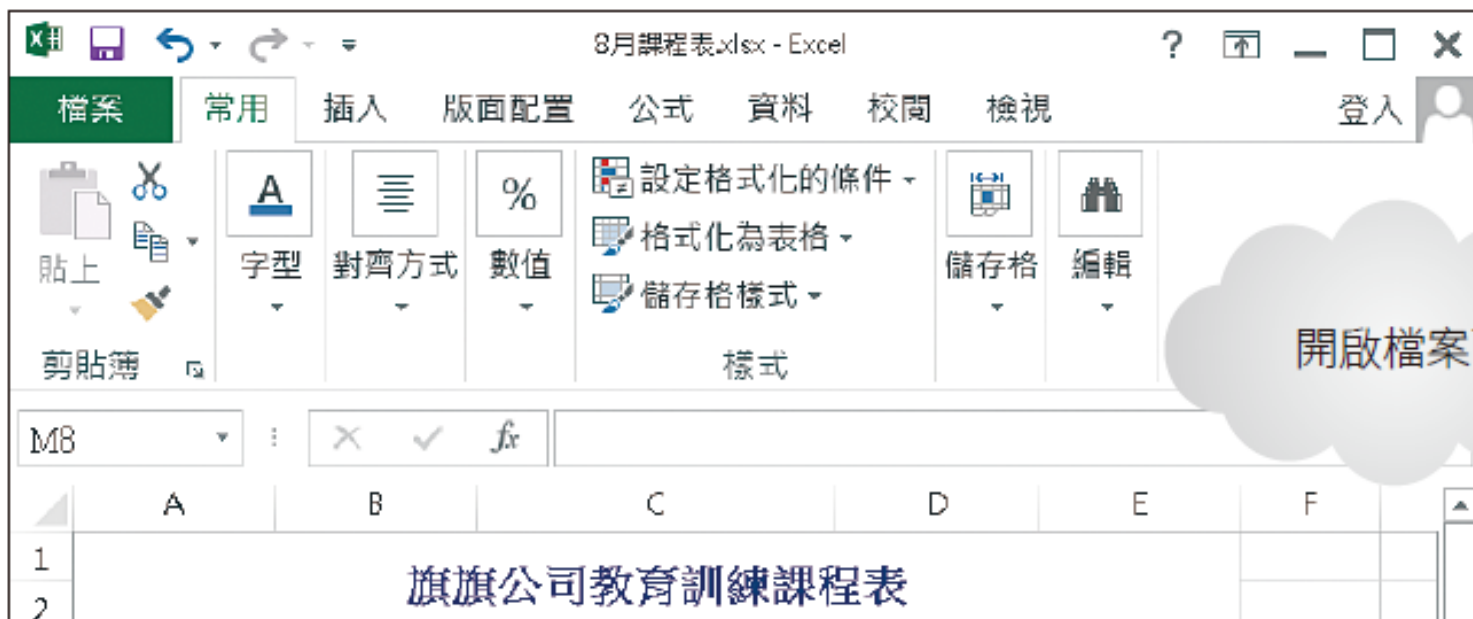 8月課程表.xlsx - Excel
檔案 常用 插入 版面配置 公式 資料 校閱 檢視 登入
設定格式化的條件
格式化為表格
儲存格樣式
貼上 字型 對齊方式 數值 儲存格 編輯
剪貼簿 樣式
開啟檔案
M8 fx
A B C D E F
1 旗旗公司教育訓練課程表
2